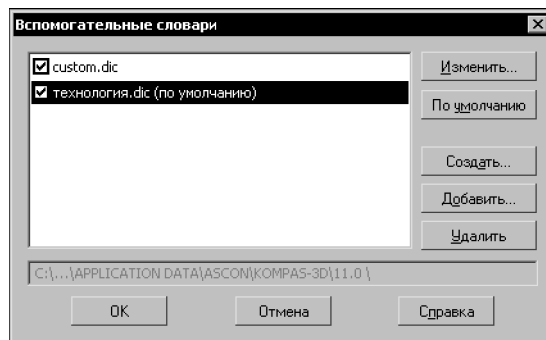 Вспомогательные словари
custom.dic
технология.dic (по умолчанию)
Изменить...
По умолчанию
Создать...
Добавить...
Удалить
C:\...\APPLICATION DATA\ASCON\KOMPAS-3D\11.0 \
OK
Отмена
Справка